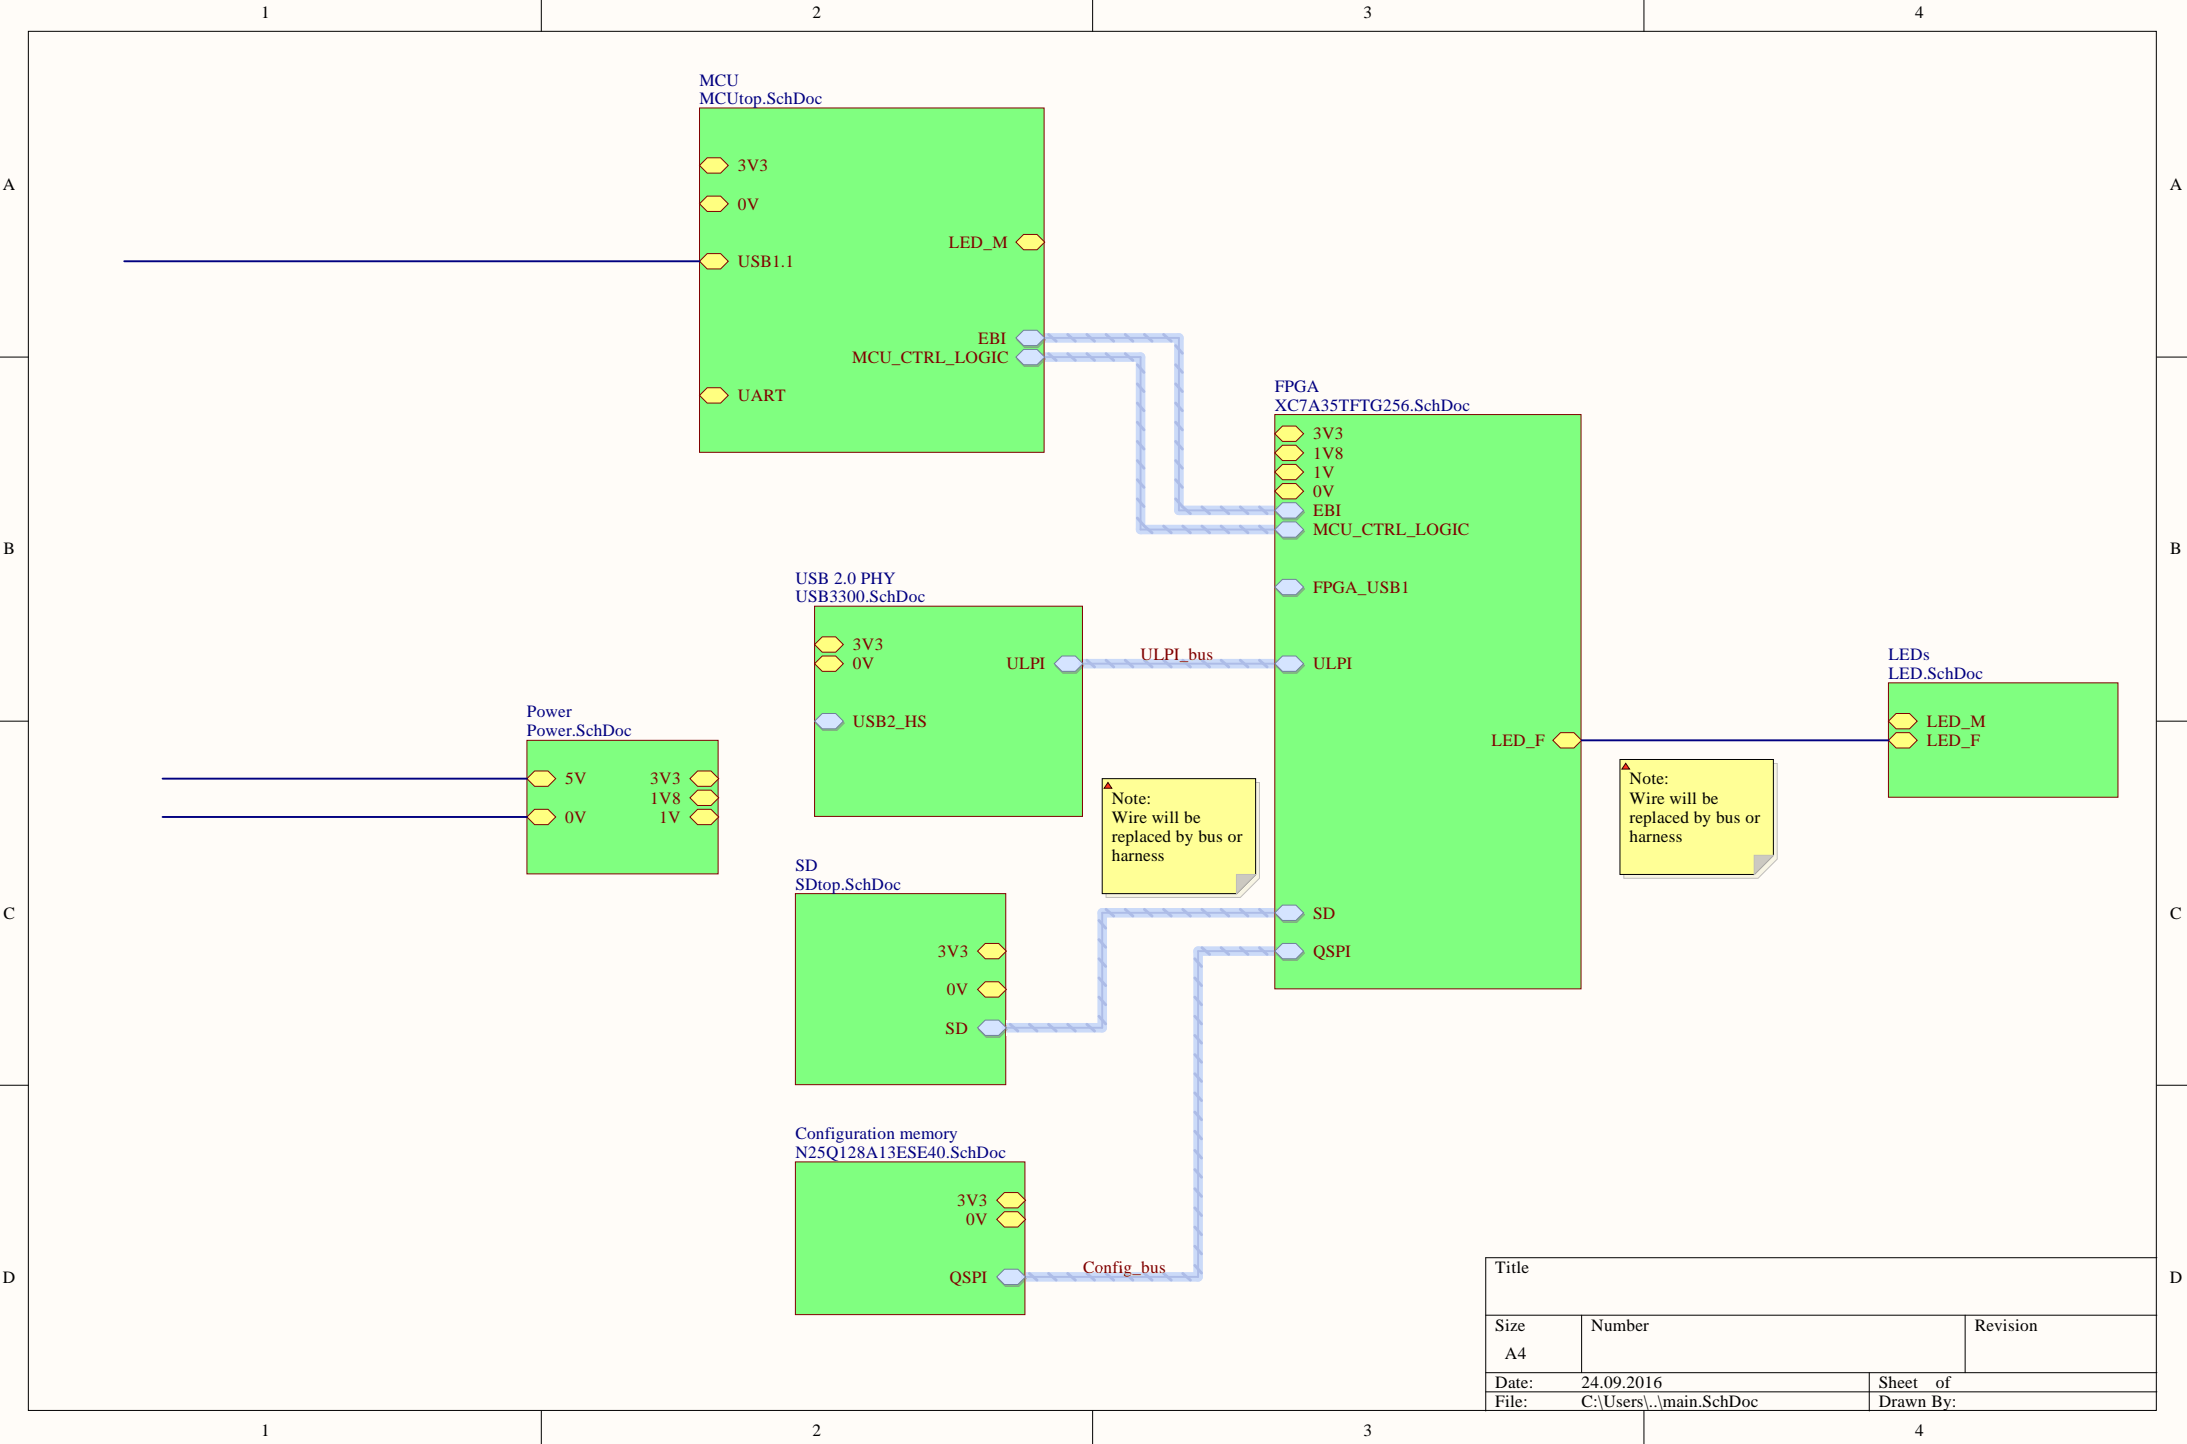 1
2
3
4
A
A
B
B
C
C
D
D
MCU
MCUtop.SchDoc
3V3
0V
LED_M
USB1.1
EBI
MCU_CTRL_LOGIC
UART
FPGA
XC7A35TFTG256.SchDoc
3V3
1V8
1V
0V
EBI
MCU_CTRL_LOGIC
FPGA_USB1
ULPI
LED_F
SD
QSPI
USB 2.0 PHY
USB3300.SchDoc
3V3
0V
ULPI
USB2_HS
ULPI_bus
LEDs
LED.SchDoc
LED_M
LED_F
Power
Power.SchDoc
5V
3V3
1V8
0V
1V
Note:
Wire will be
replaced by bus or
harness
Note:
Wire will be
replaced by bus or
harness
SD
SDtop.SchDoc
3V3
0V
SD
Configuration memory
N25Q128A13ESE40.SchDoc
3V3
0V
QSPI
Config_bus
Title
Size
Number
Revision
A4
Date:
24.09.2016
Sheet of
File:
C:\Users\..\main.SchDoc
Drawn By:
1
2
3
4